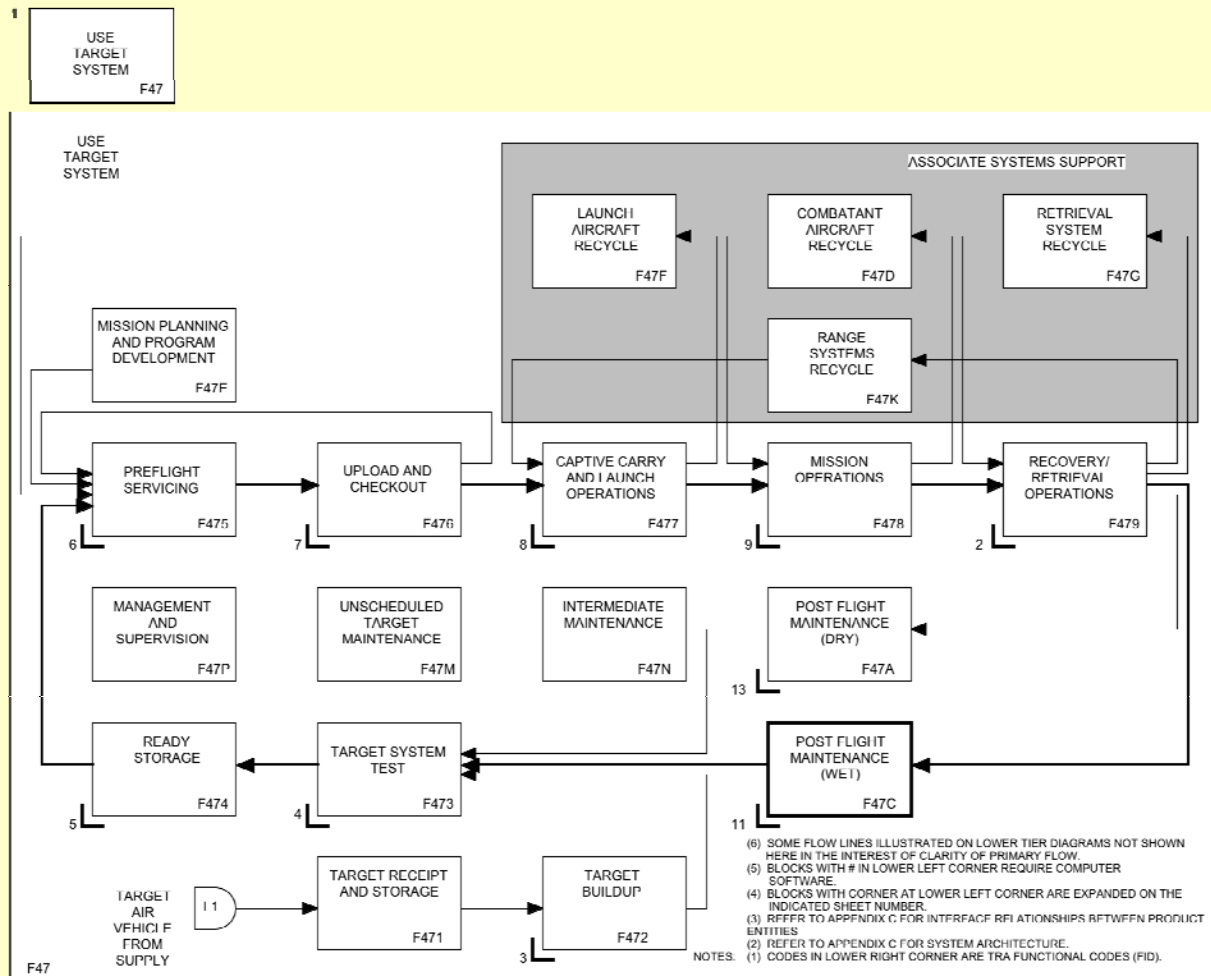 1
USE
TARGET
SYSTEM
F47
USE
TARGET
SYSTEM
ASSOCIATE SYSTEMS SUPPORT
LAUNCH
AIRCRAFT
RECYCLE
F47F
COMBATANT
AIRCRAFT
RECYCLE
F47D
RETRIEVAL
SYSTEM
RECYCLE
F47G
MISSION PLANNING
AND PROGRAM
DEVELOPMENT
F47E
RANGE
SYSTEMS
RECYCLE
F47K
PREFLIGHT
SERVICING
F475
6
UPLOAD AND
CHECKOUT
F476
7
CAPTIVE CARRY
AND LAUNCH
OPERATIONS
F477
8
MISSION
OPERATIONS
F478
9
RECOVERY/
RETRIEVAL
OPERATIONS
F479
2
MANAGEMENT
AND
SUPERVISION
F47P
UNSCHEDULED
TARGET
MAINTENANCE
F47M
INTERMEDIATE
MAINTENANCE
F47N
POST FLIGHT
MAINTENANCE
(DRY)
F47A
13
READY
STORAGE
F474
5
TARGET SYSTEM
TEST
F473
4
POST FLIGHT
MAINTENANCE
(WET)
F47C
11
TARGET
AIR
VEHICLE
FROM
SUPPLY
TARGET RECEIPT
AND STORAGE
F471
TARGET
BUILDUP
F472
3
(6) SOME FLOW LINES ILLUSTRATED ON LOWER TIER DIAGRAMS NOT SHOWN
HERE IN THE INTEREST OF CLARITY OF PRIMARY FLOW.
(5) BLOCKS WITH # IN LOWER LEFT CORNER REQUIRE COMPUTER
SOFTWARE.
(4) BLOCKS WITH CORNER AT LOWER LEFT CORNER ARE EXPANDED ON THE
INDICATED SHEET NUMBER.
(3) REFER TO APPENDIX C FOR INTERFACE RELATIONSHIPS BETWEEN PRODUCT
ENTITIES
(2) REFER TO APPENDIX C FOR SYSTEM ARCHITECTURE.
NOTES: (1) CODES IN LOWER RIGHT CORNER ARE TRA FUNCTIONAL CODES (FID).
F47